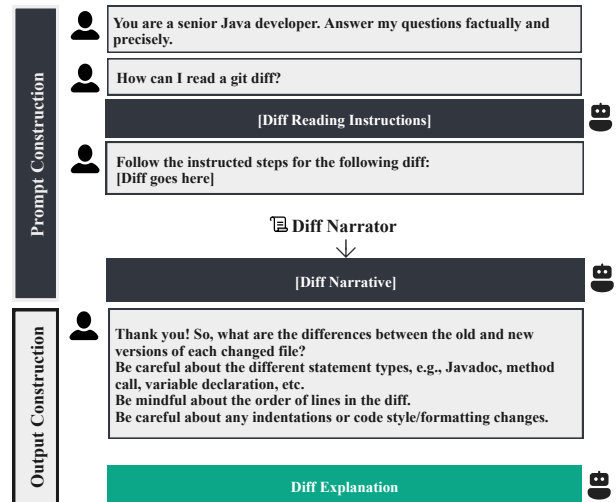 Prompt Construction
You are a senior Java developer. Answer my questions factually and
precisely.
How can I read a git diff?
[Diff Reading Instructions]
Follow the instructed steps for the following diff:
[Diff goes here]
Diff Narrator
[Diff Narrative]
Output Construction
Thank you! So, what are the differences between the old and new
versions of each changed file?
Be careful about the different statement types, e.g., Javadoc, method
call, variable declaration, etc.
Be mindful about the order of lines in the diff.
Be careful about any indentations or code style/formatting changes.
Diff Explanation